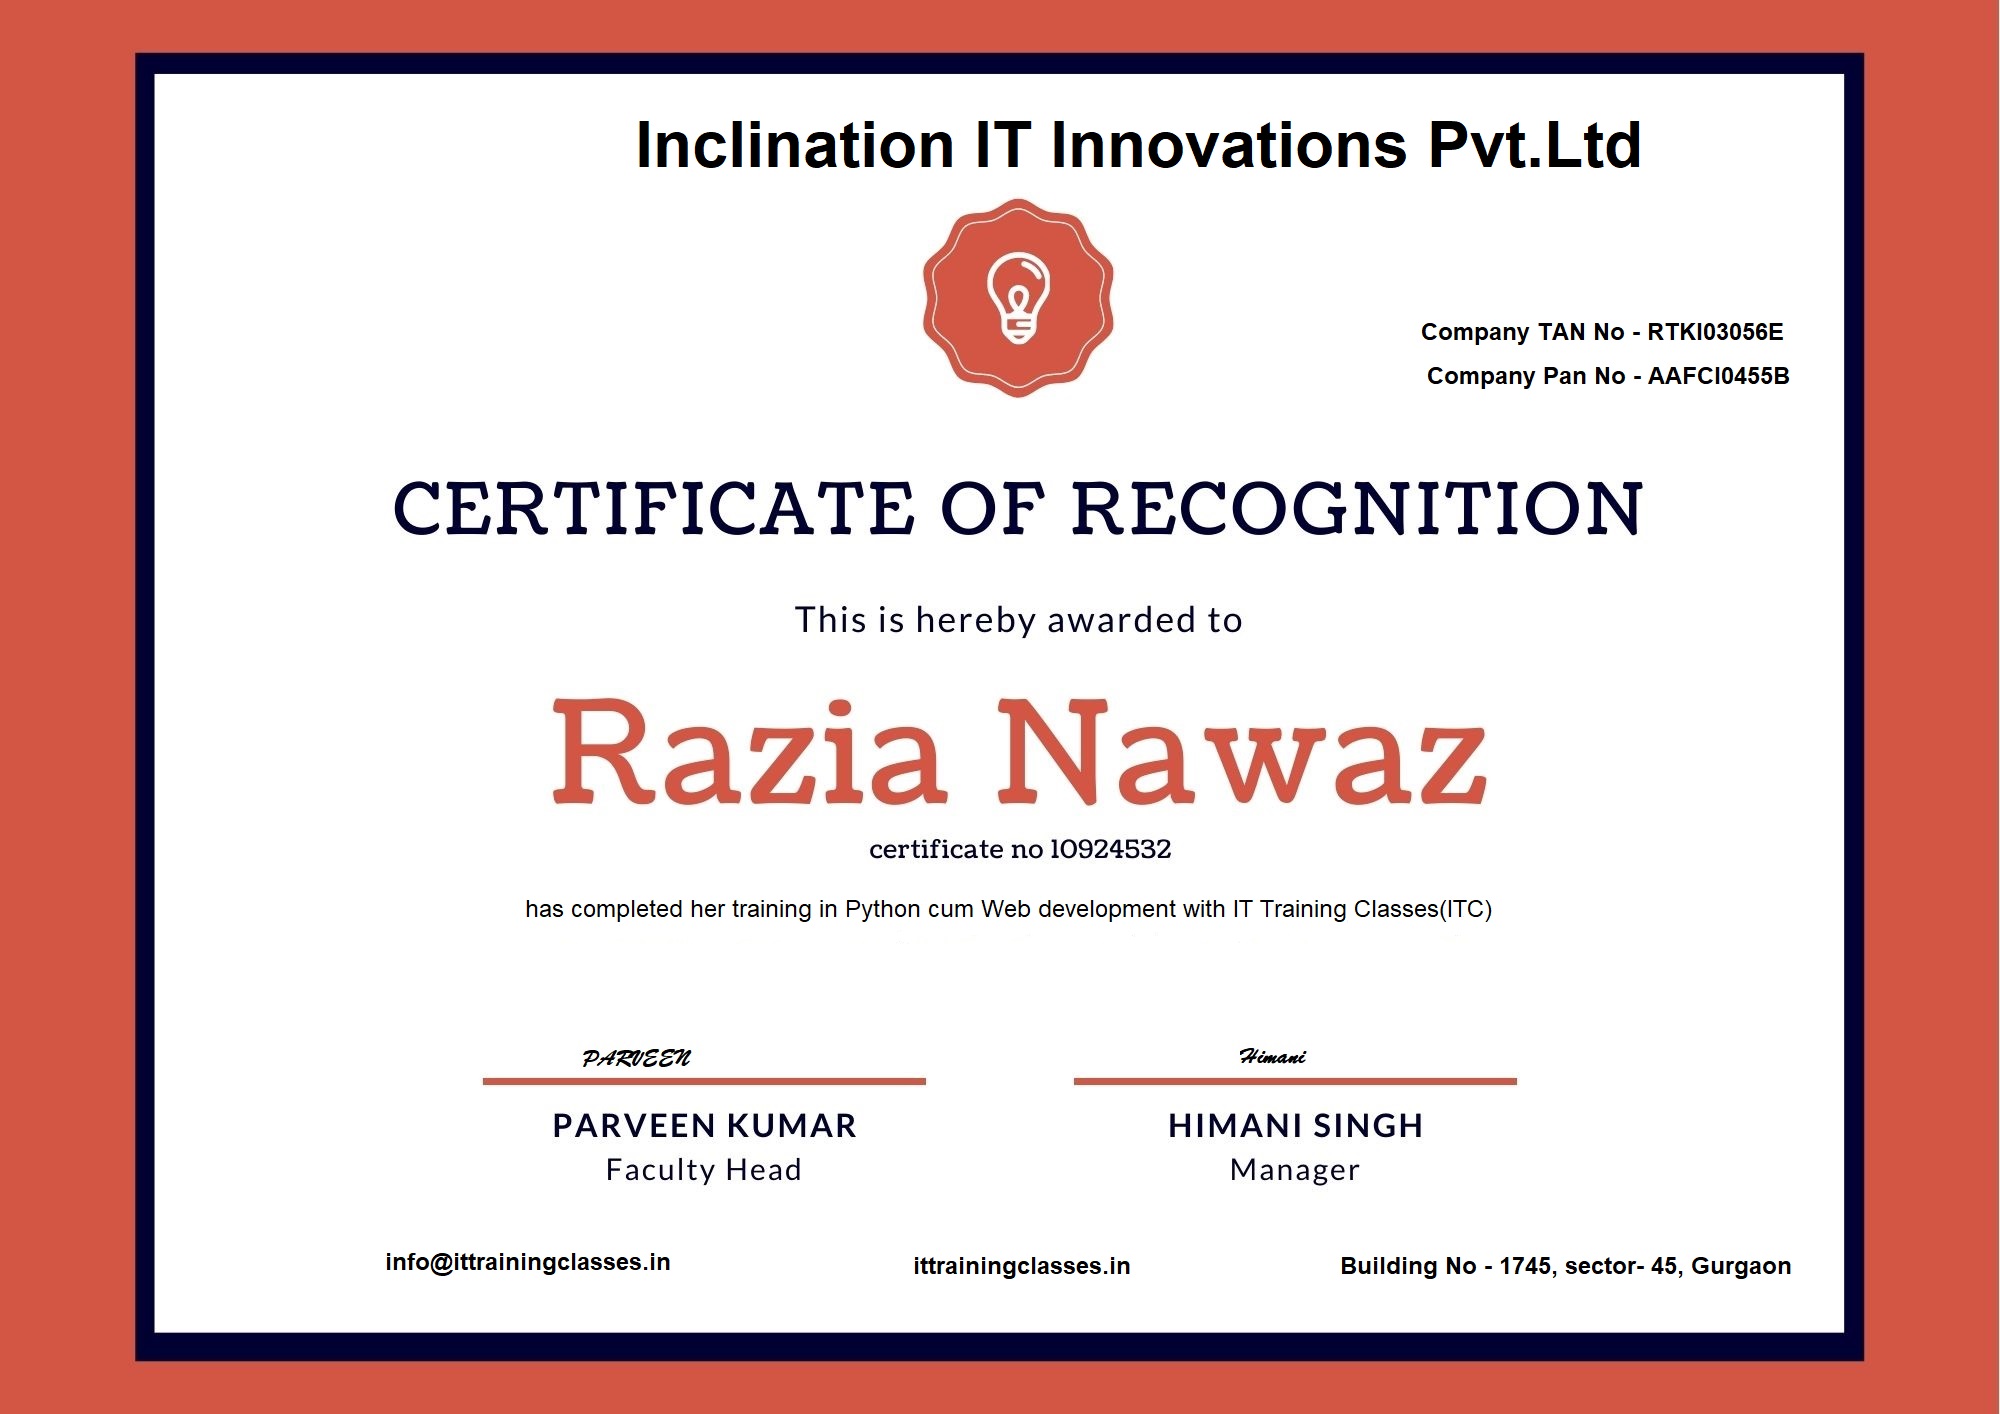 Inclination IT Innovations Pvt.Ltd
Company TAN No - RTKI03056E
Company Pan No - AAFCI0455B
CERTIFICATE OF RECOGNITION
This is hereby awarded to
Razia Nawaz
certificate no 10924532
has completed her training in Python cum Web development with IT Training Classes(ITC)
PARVEEN
Himani
PARVEEN KUMAR
HIMANI SINGH
Faculty Head
Manager
info@ittrainingclasses.in
ittrainingclasses.in
Building No - 1745, sector- 45, Gurgaon